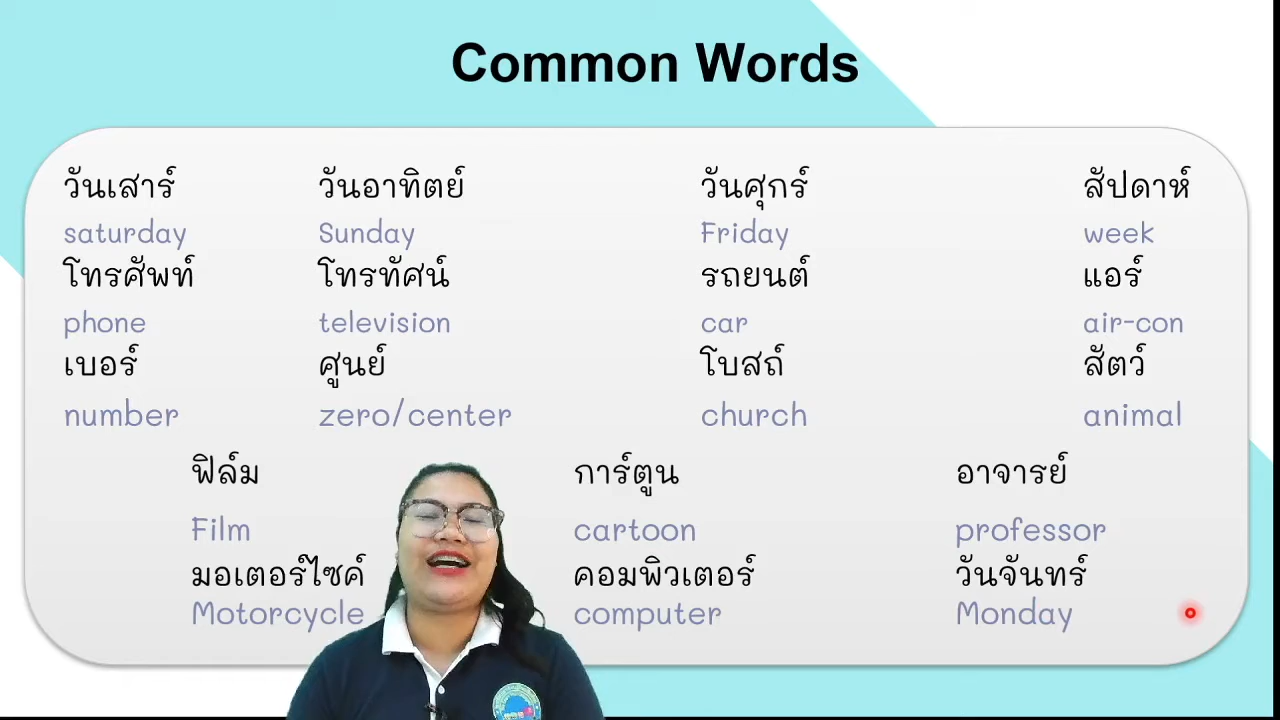 Common Words
วันเสาร์ วันอาทิตย์ วันศุกร์ สัปดาห์
saturday Sunday Friday week
โทรศัพท์ โทรทัศน์ รถยนต์ แอร์
phone television car air-con
เบอร์ ศูนย์ โบสถ์ สัตว์
number zero/center church animal
ฟิล์ม การ์ตูน อาจารย์
Film cartoon professor
มอเตอร์ไซค์ คอมพิวเตอร์ วันจันทร์
Motorcycle computer Monday